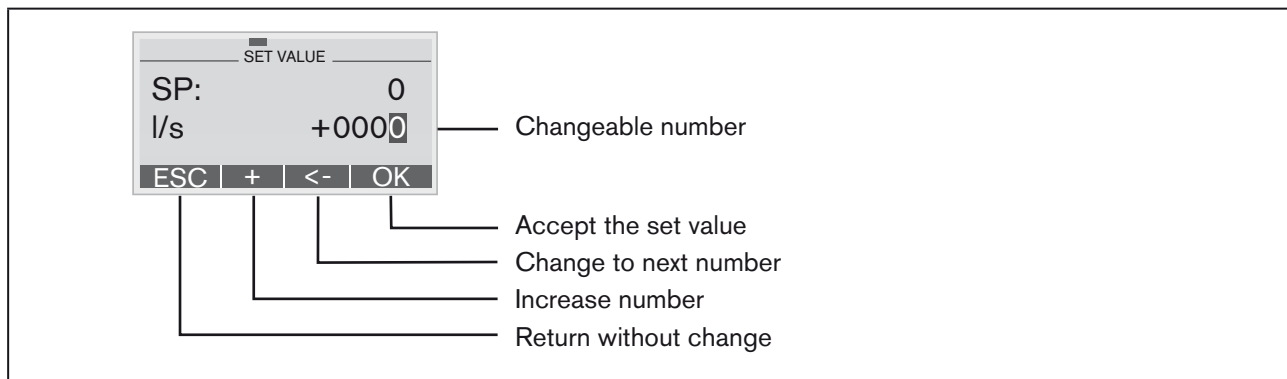 SET VALUE
SP: 0
l/s +0000
ESC + <- OK
Changeable number
Accept the set value
Change to next number
Increase number
Return without change